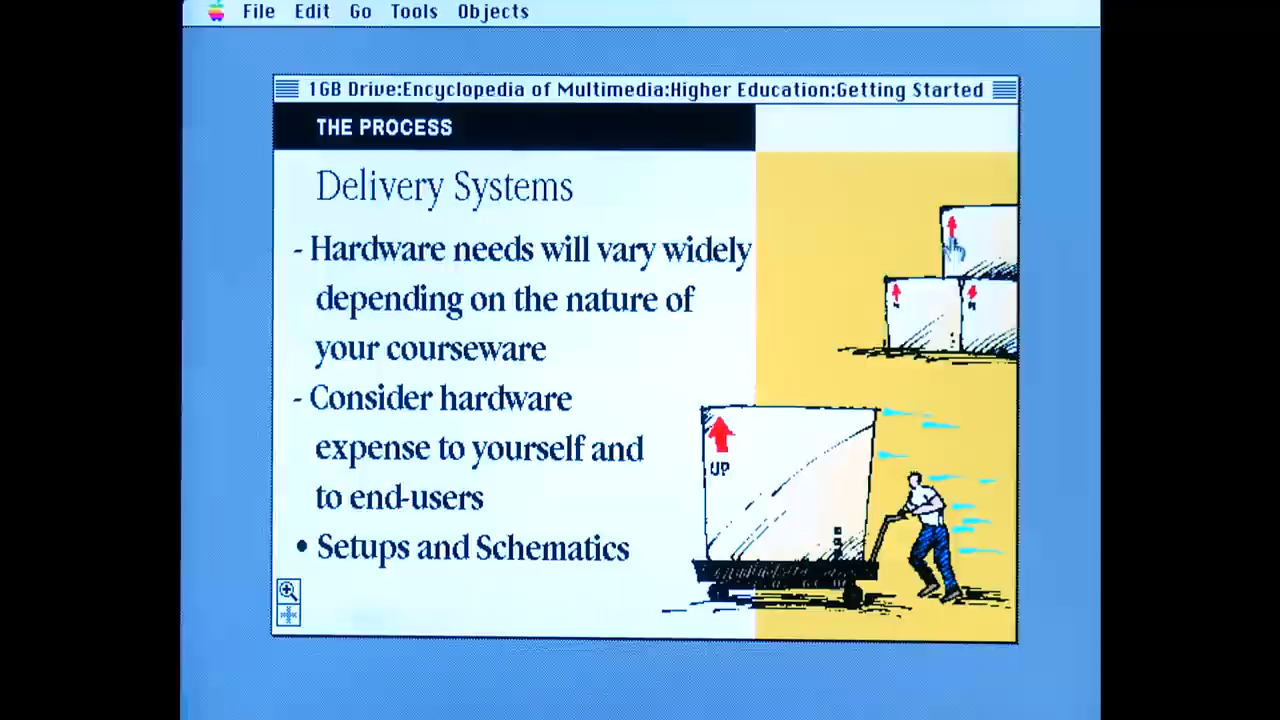 File Edit Go Tools Objects
1GB Drive:Encyclopedia of Multimedia:Higher Education:Getting Started
THE PROCESS
Delivery Systems
- Hardware needs will vary widely
depending on the nature of
your courseware
- Consider hardware
expense to yourself and
to end-users
• Setups and Schematics
UP